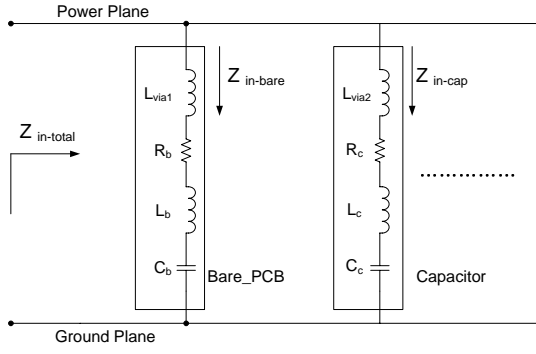 Power Plane
Z in-total
L via1
R b
L b
C b
Z in-bare
Bare_PCB
L via2
R c
L c
C c
Z in-cap
Capacitor
Ground Plane